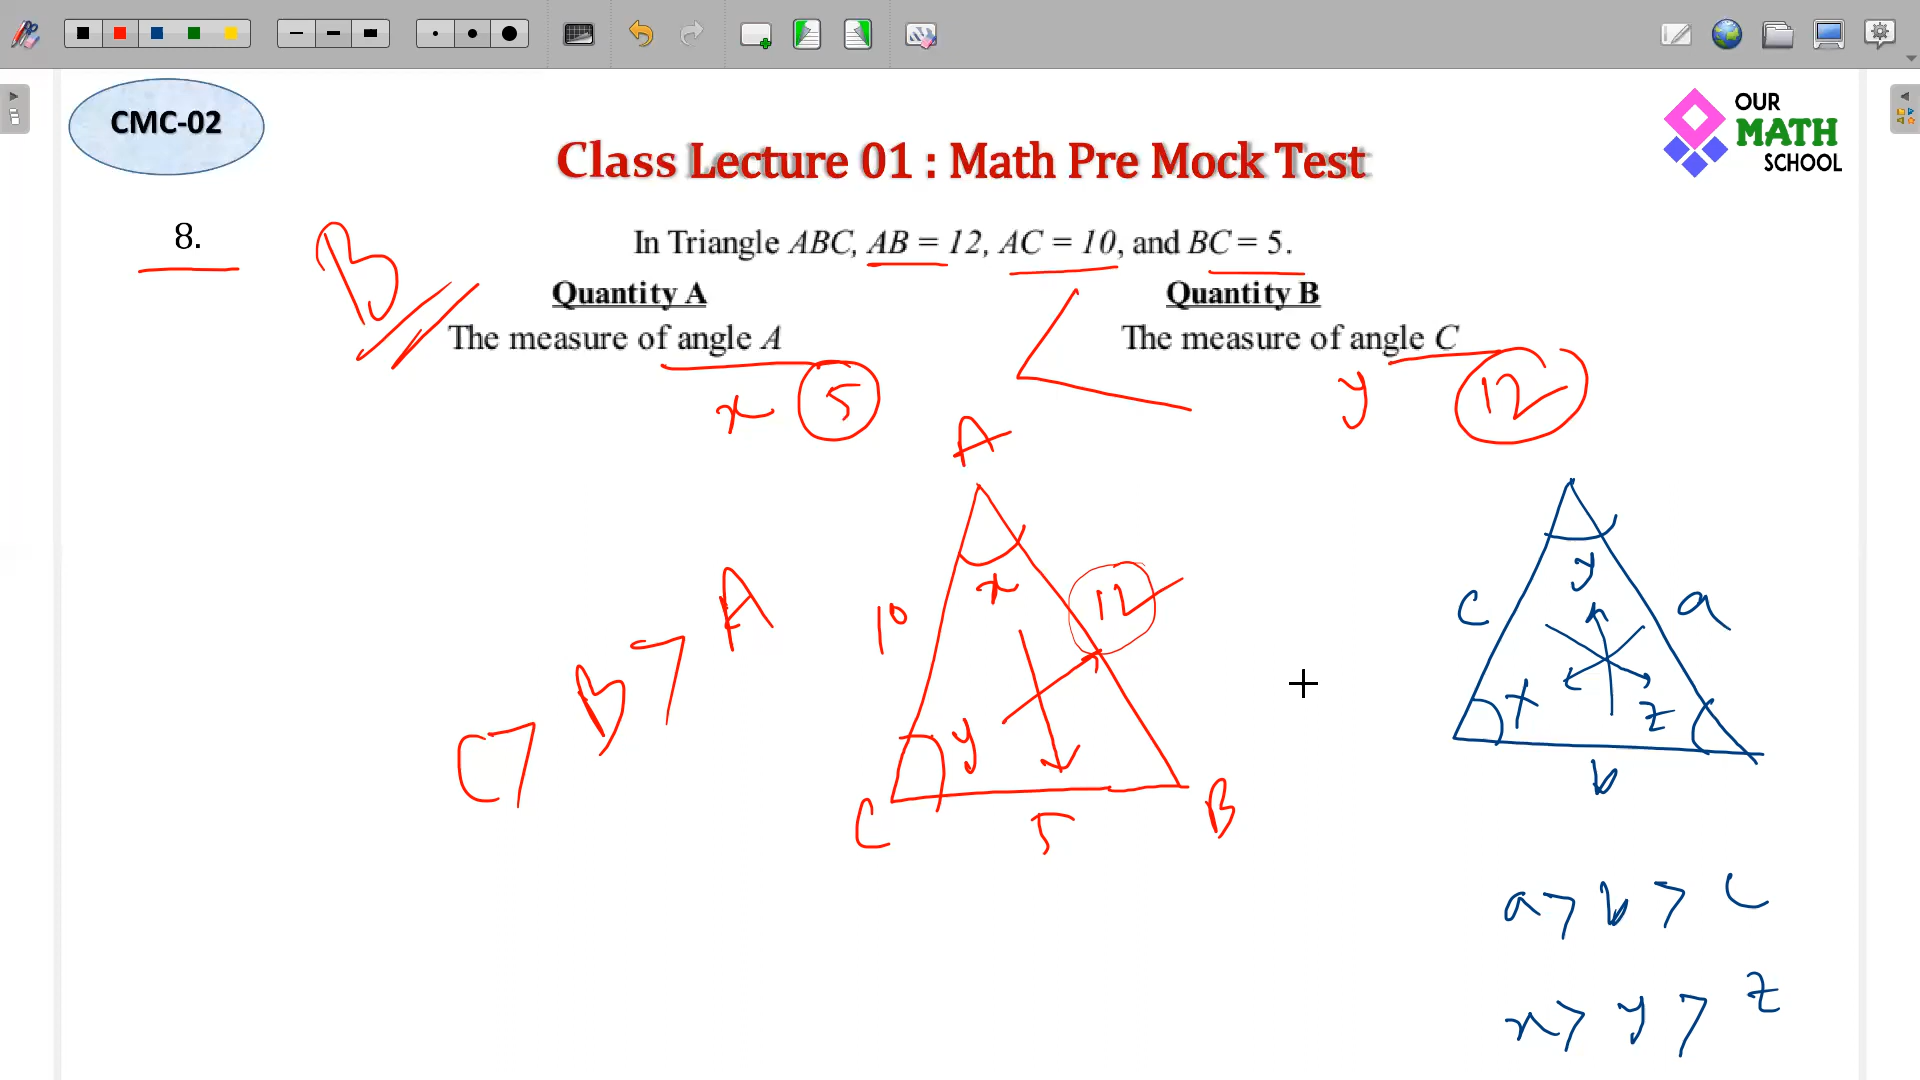 CMC-02
Class Lecture 01 : Math Pre Mock Test
OUR
MATH
SCHOOL
8.
B
In Triangle ABC, AB = 12, AC = 10, and BC = 5.
Quantity A
Quantity B
The measure of angle A
The measure of angle C
x 5
y 12
A
x
10
12
y
C
B
5
C > B > A
y
c
a
x
z
b
a > b > c
x > y > z